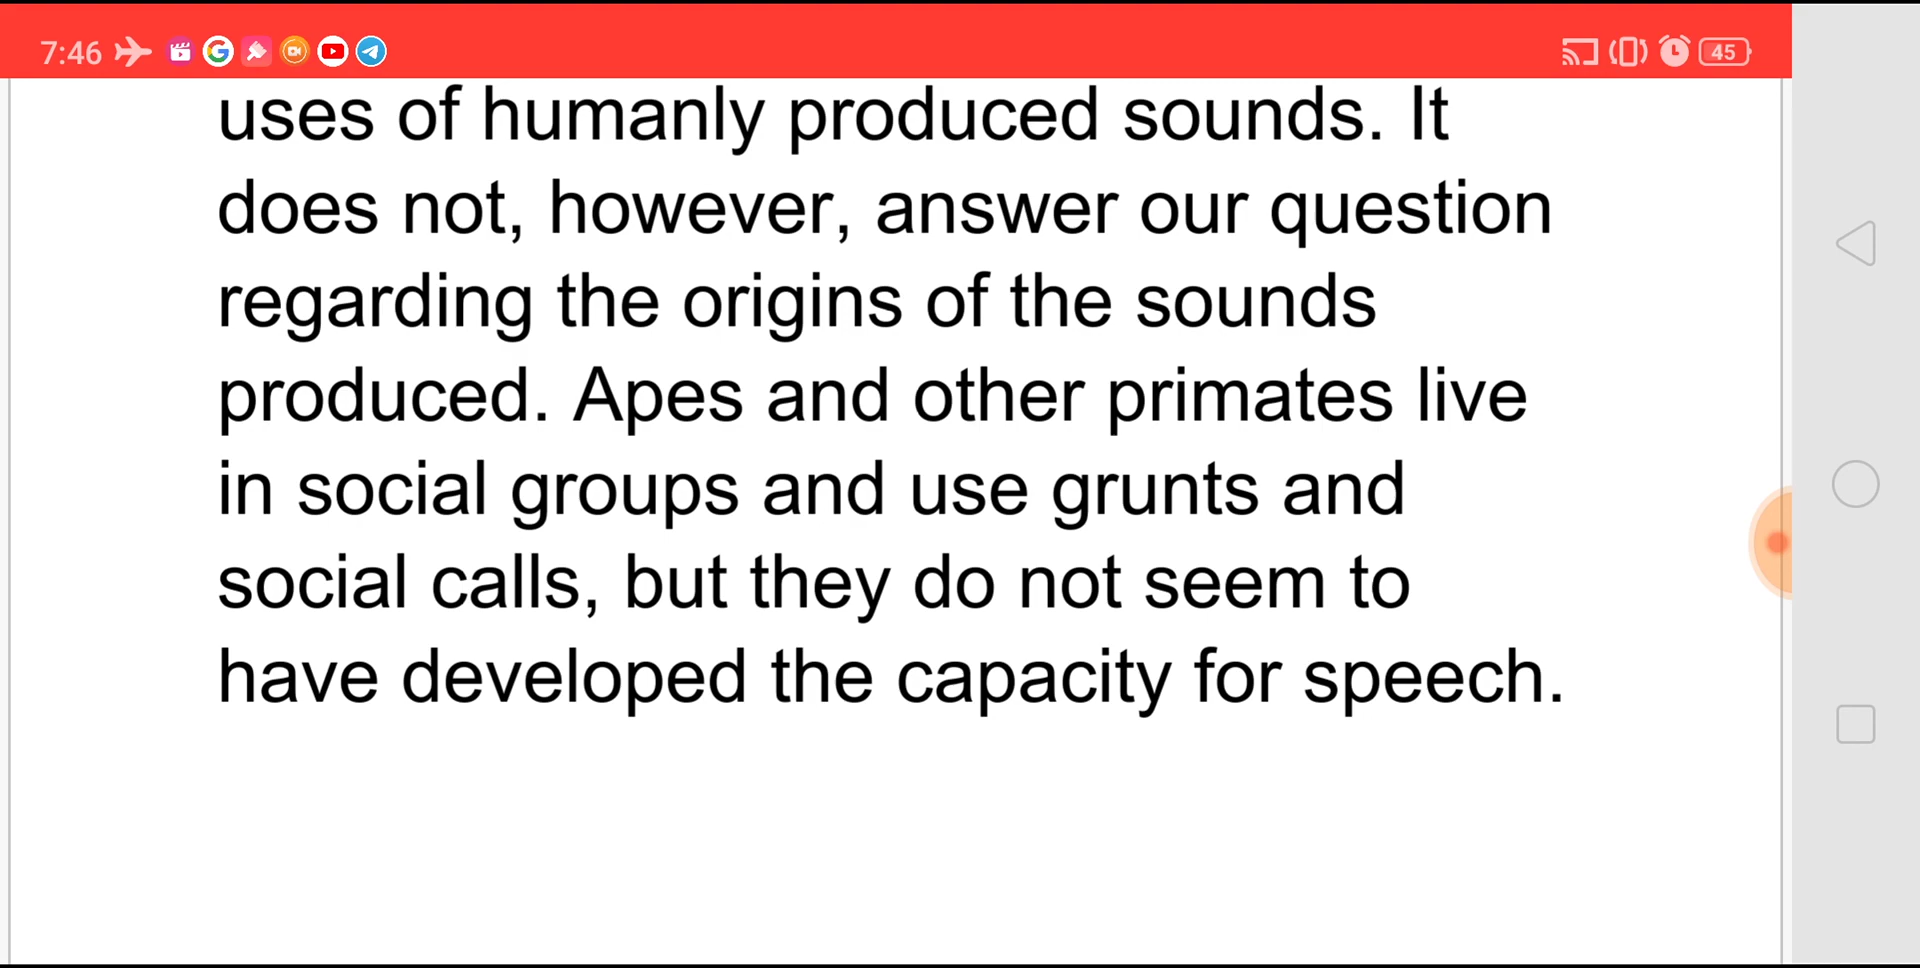 7:46
45
uses of humanly produced sounds. It
does not, however, answer our question
regarding the origins of the sounds
produced. Apes and other primates live
in social groups and use grunts and
social calls, but they do not seem to
have developed the capacity for speech.